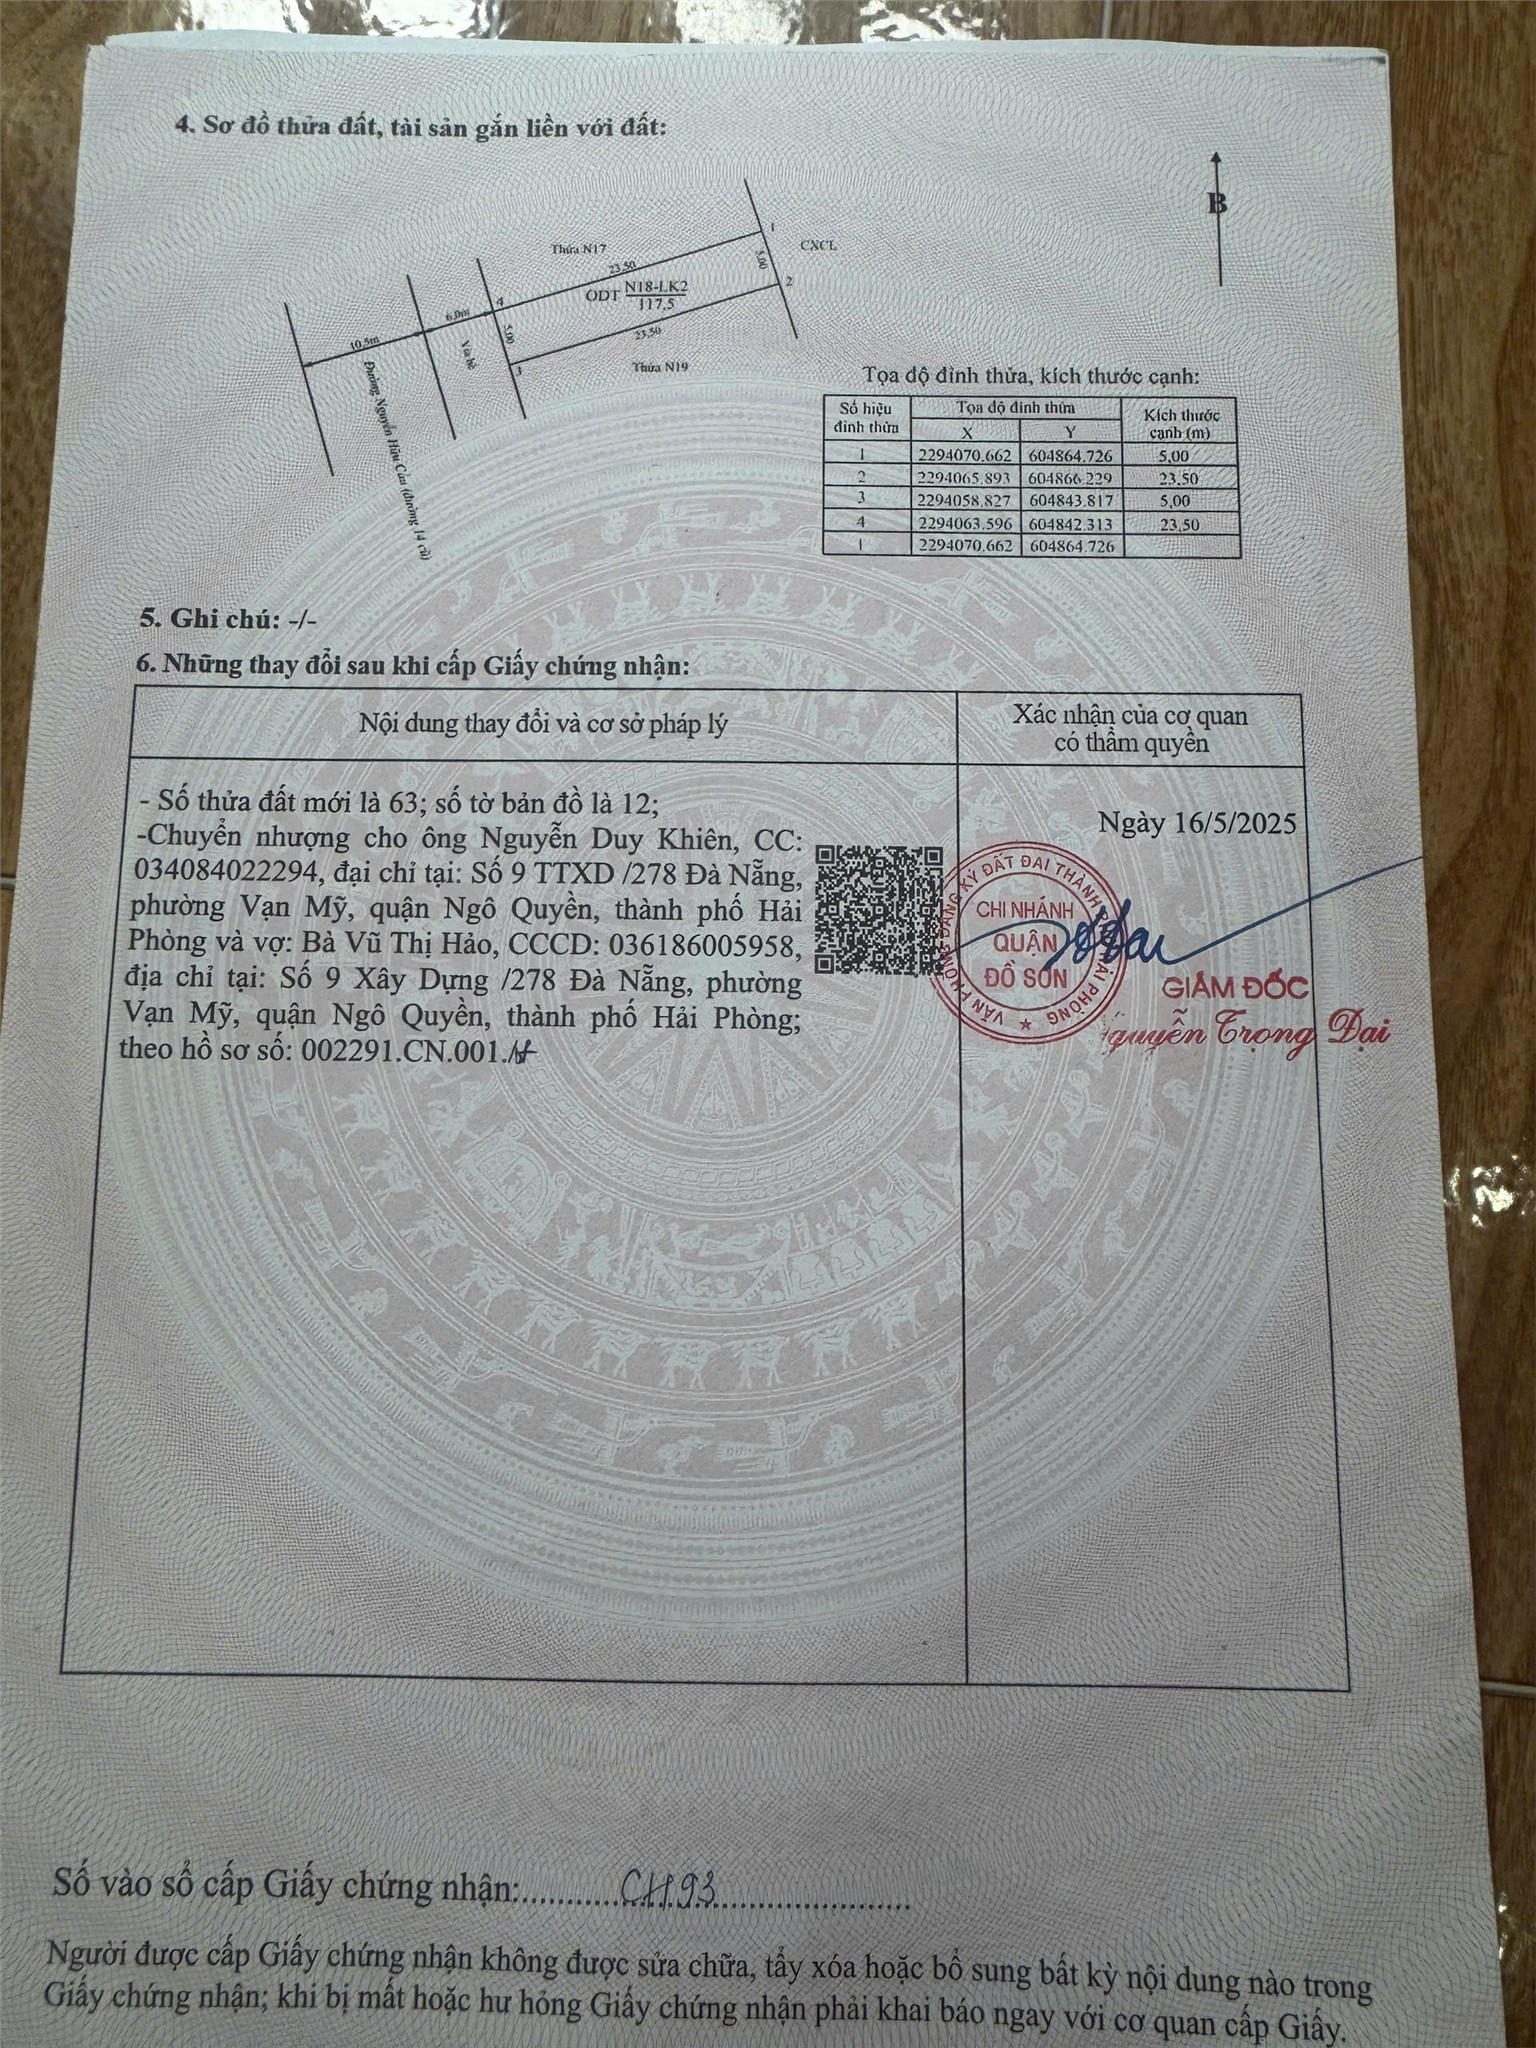 4. Sơ đồ thửa đất, tài sản gắn liền với đất:
B
1
Thửa N17
CXCL
23,50
5,00
ODT N18-LK2
117,5
2
4
6.0m
10,5m
5,00
23,50
Vỉa hè
3
Thửa N19
Đường Nguyễn Hữu Cầu (đường 14 cũ)
Tọa độ đỉnh thửa, kích thước cạnh:
Số hiệu đỉnh thửa Tọa độ đỉnh thửa Kích thước cạnh (m)
X Y
1 2294070.662 604864.726 5,00
2 2294065.893 604866.229 23,50
3 2294058.827 604843.817 5,00
4 2294063.596 604842.313 23,50
1 2294070.662 604864.726
5. Ghi chú: -/-
6. Những thay đổi sau khi cấp Giấy chứng nhận:
Nội dung thay đổi và cơ sở pháp lý
Xác nhận của cơ quan
có thẩm quyền
- Số thửa đất mới là 63; số tờ bản đồ là 12;
-Chuyển nhượng cho ông Nguyễn Duy Khiên, CC:
034084022294, đại chỉ tại: Số 9 TTXD /278 Đà Nẵng,
phường Vạn Mỹ, quận Ngô Quyền, thành phố Hải
Phòng và vợ: Bà Vũ Thị Hảo, CCCD: 036186005958,
địa chỉ tại: Số 9 Xây Dựng /278 Đà Nẵng, phường
Vạn Mỹ, quận Ngô Quyền, thành phố Hải Phòng;
theo hồ sơ số: 002291.CN.001./
Ngày 16/5/2025
VĂN PHÒNG ĐĂNG KÝ ĐẤT ĐAI THÀNH HẢI PHÒNG
CHI NHÁNH
QUẬN
ĐỒ SƠN
GIÁM ĐỐC
Nguyễn Trọng Đại
Số vào sổ cấp Giấy chứng nhận:............CH93............
Người được cấp Giấy chứng nhận không được sửa chữa, tẩy xóa hoặc bổ sung bất kỳ nội dung nào trong
Giấy chứng nhận; khi bị mất hoặc hư hỏng Giấy chứng nhận phải khai báo ngay với cơ quan cấp Giấy.